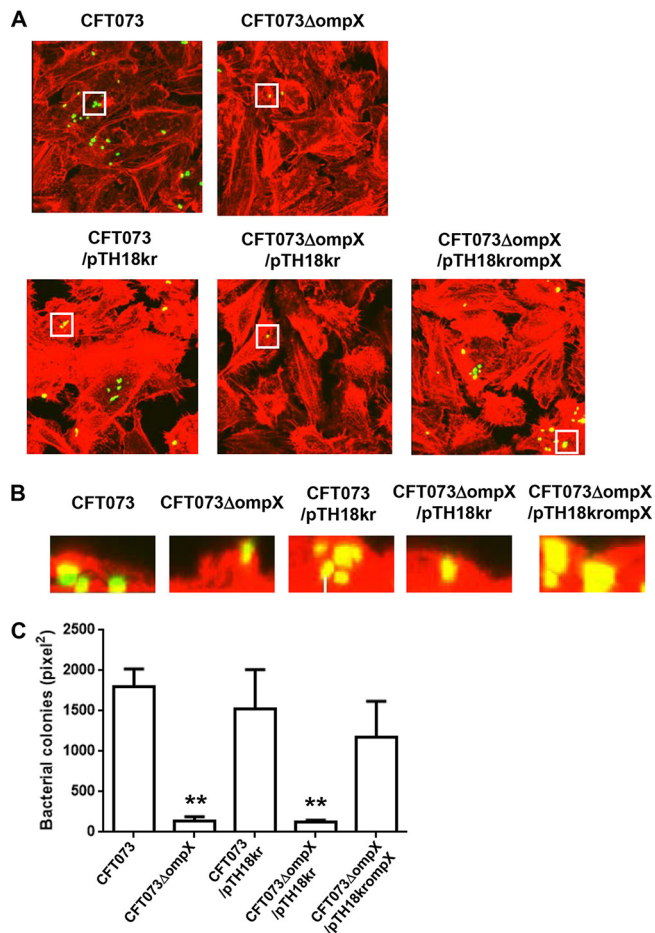 A
CFT073 CFT073ΔompX
CFT073 /pTH18kr CFT073ΔompX /pTH18kr CFT073ΔompX /pTH18krompX
B
CFT073 CFT073ΔompX CFT073 /pTH18kr CFT073ΔompX /pTH18kr CFT073ΔompX /pTH18krompX
C
Bacterial colonies (pixel²)
2500
2000
1500
1000
500
0
** **
CFT073
CFT073ΔompX
CFT073 /pTH18kr
CFT073ΔompX /pTH18kr
CFT073ΔompX /pTH18krompX